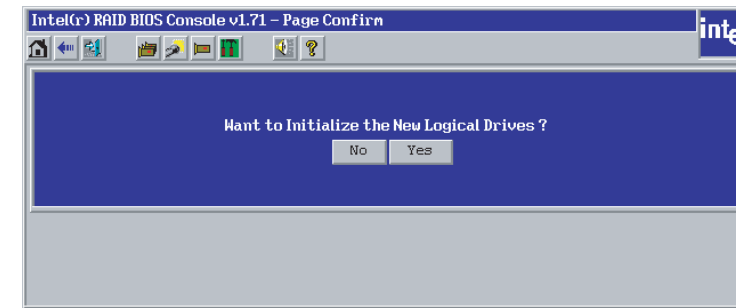 Intel(r) RAID BIOS Console v1.71 - Page Confirm
Want to Initialize the New Logical Drives ?
No Yes